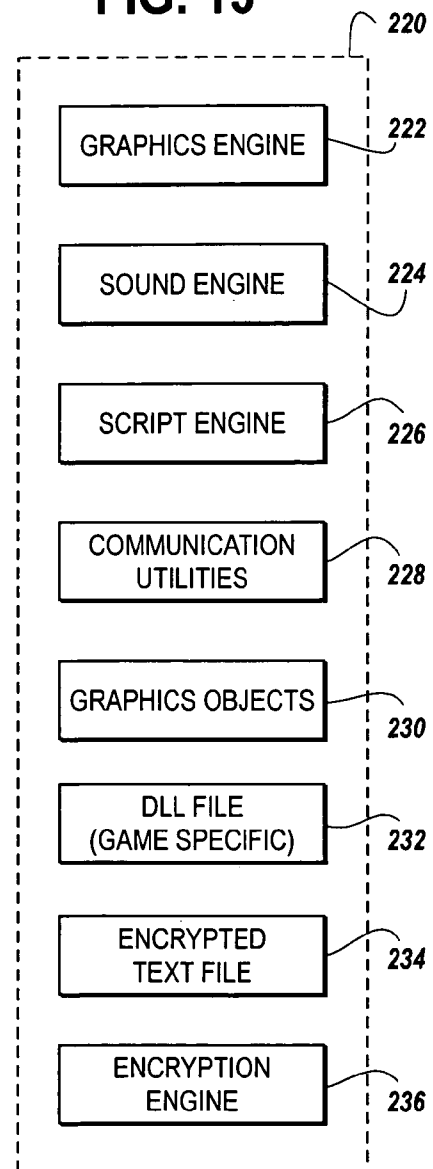 FIG. 15
220
GRAPHICS ENGINE
222
SOUND ENGINE
224
SCRIPT ENGINE
226
COMMUNICATION
UTILITIES
228
GRAPHICS OBJECTS
230
DLL FILE
(GAME SPECIFIC)
232
ENCRYPTED
TEXT FILE
234
ENCRYPTION
ENGINE
236